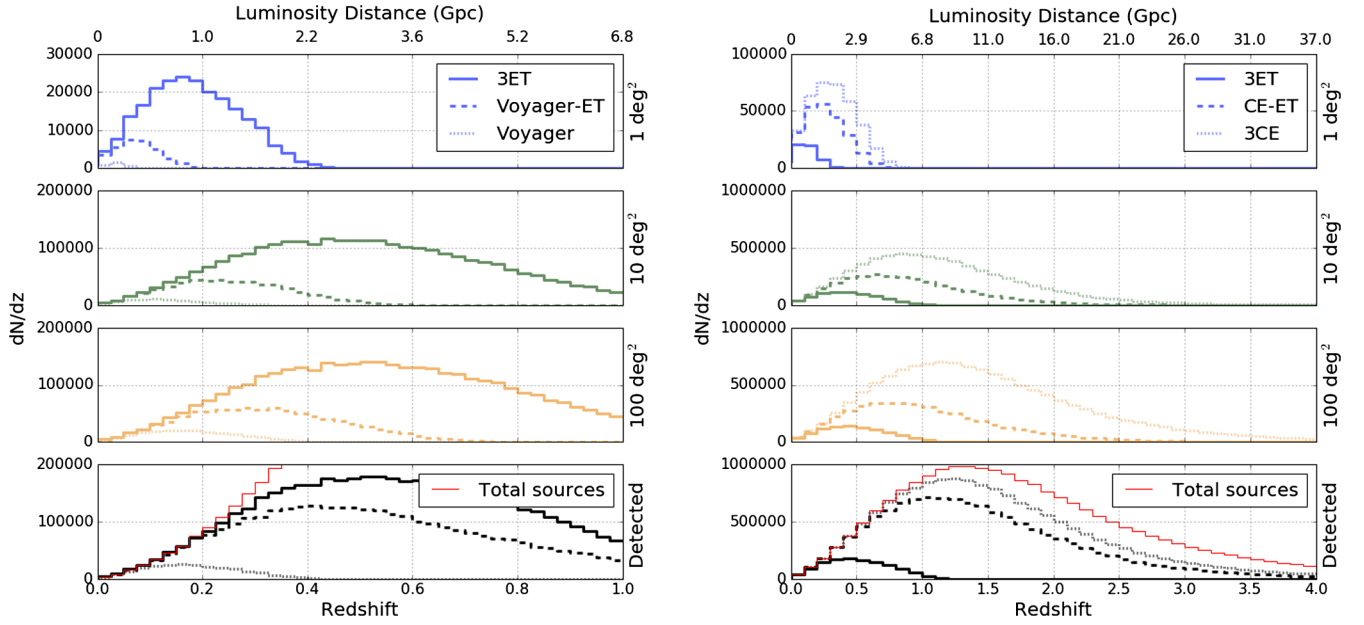 Luminosity Distance (Gpc)
0 1.0 2.2 3.6 5.2 6.8
30000
20000
10000
0
3ET
Voyager-ET
Voyager
1 deg²
200000
100000
0
10 deg²
dN/dz
200000
100000
0
100 deg²
200000
100000
0
Total sources
Detected
0.0 0.2 0.4 0.6 0.8 1.0
Redshift
Luminosity Distance (Gpc)
0 2.9 6.8 11.0 16.0 21.0 26.0 31.0 37.0
100000
50000
0
3ET
CE-ET
3CE
1 deg²
1000000
500000
0
10 deg²
dN/dz
1000000
500000
0
100 deg²
1000000
500000
0
Total sources
Detected
0.0 0.5 1.0 1.5 2.0 2.5 3.0 3.5 4.0
Redshift